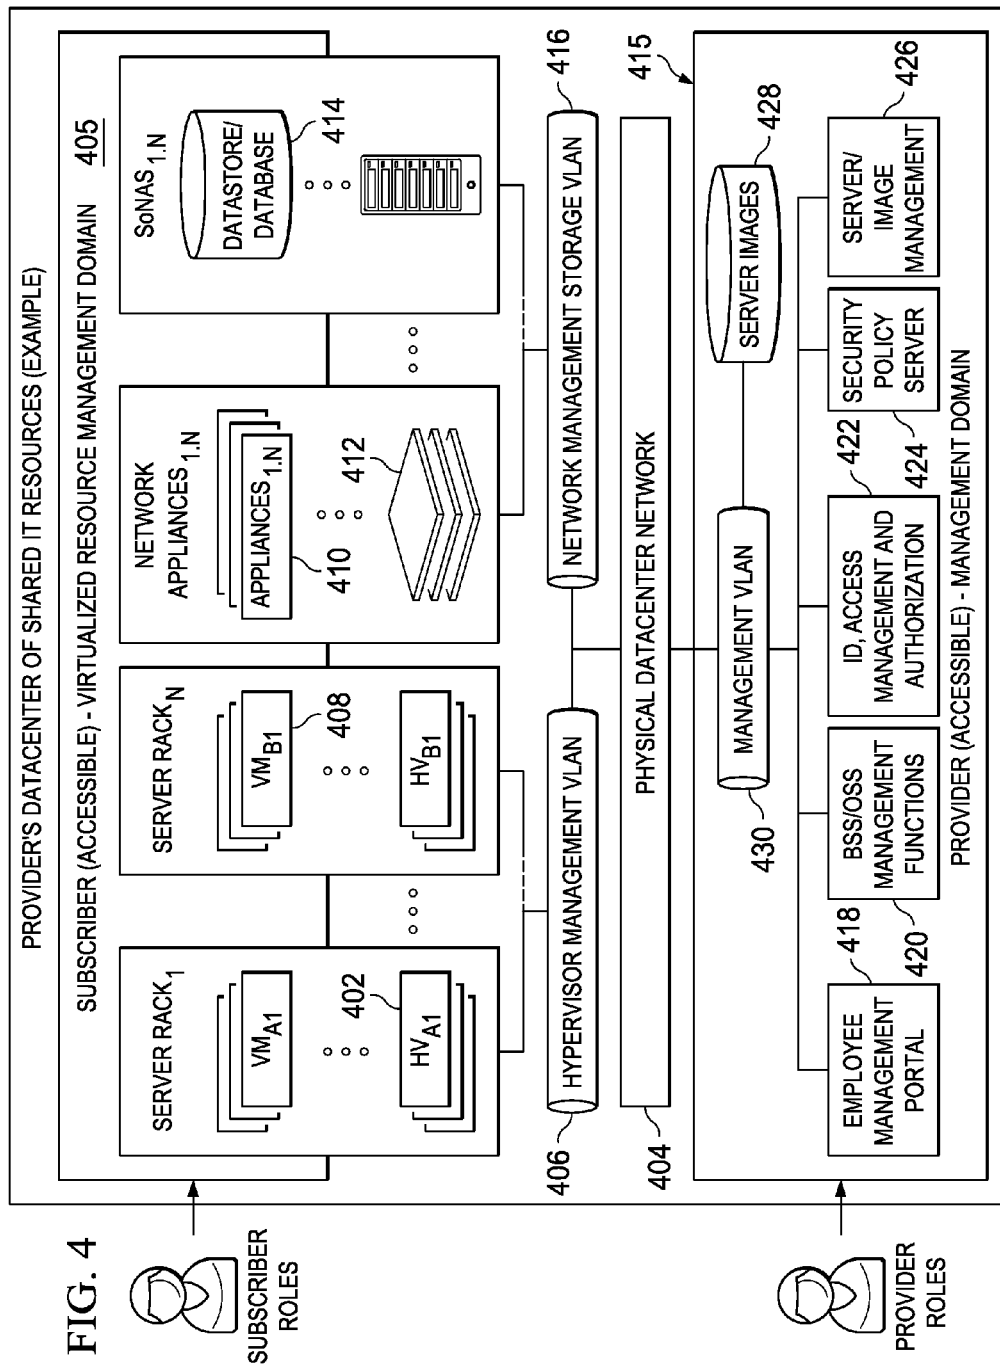 FIG. 4
PROVIDER'S DATACENTER OF SHARED IT RESOURCES (EXAMPLE)
SUBSCRIBER (ACCESSIBLE) - VIRTUALIZED RESOURCE MANAGEMENT DOMAIN
405
SUBSCRIBER
ROLES
SERVER RACK1
VMA1
HVA1
402
SERVER RACKN
VMB1
408
HVB1
NETWORK
APPLIANCES1.N
APPLIANCES1.N
410
412
SoNAS1.N
DATASTORE/
DATABASE
414
HYPERVISOR MANAGEMENT VLAN
406
NETWORK MANAGEMENT STORAGE VLAN
416
PHYSICAL DATACENTER NETWORK
404
415
MANAGEMENT VLAN
430
SERVER IMAGES
428
EMPLOYEE
MANAGEMENT
PORTAL
418
BSS/OSS
MANAGEMENT
FUNCTIONS
420
ID, ACCESS
MANAGEMENT AND
AUTHORIZATION
422
SECURITY
POLICY
SERVER
424
SERVER/
IMAGE
MANAGEMENT
426
PROVIDER (ACCESSIBLE) - MANAGEMENT DOMAIN
PROVIDER
ROLES